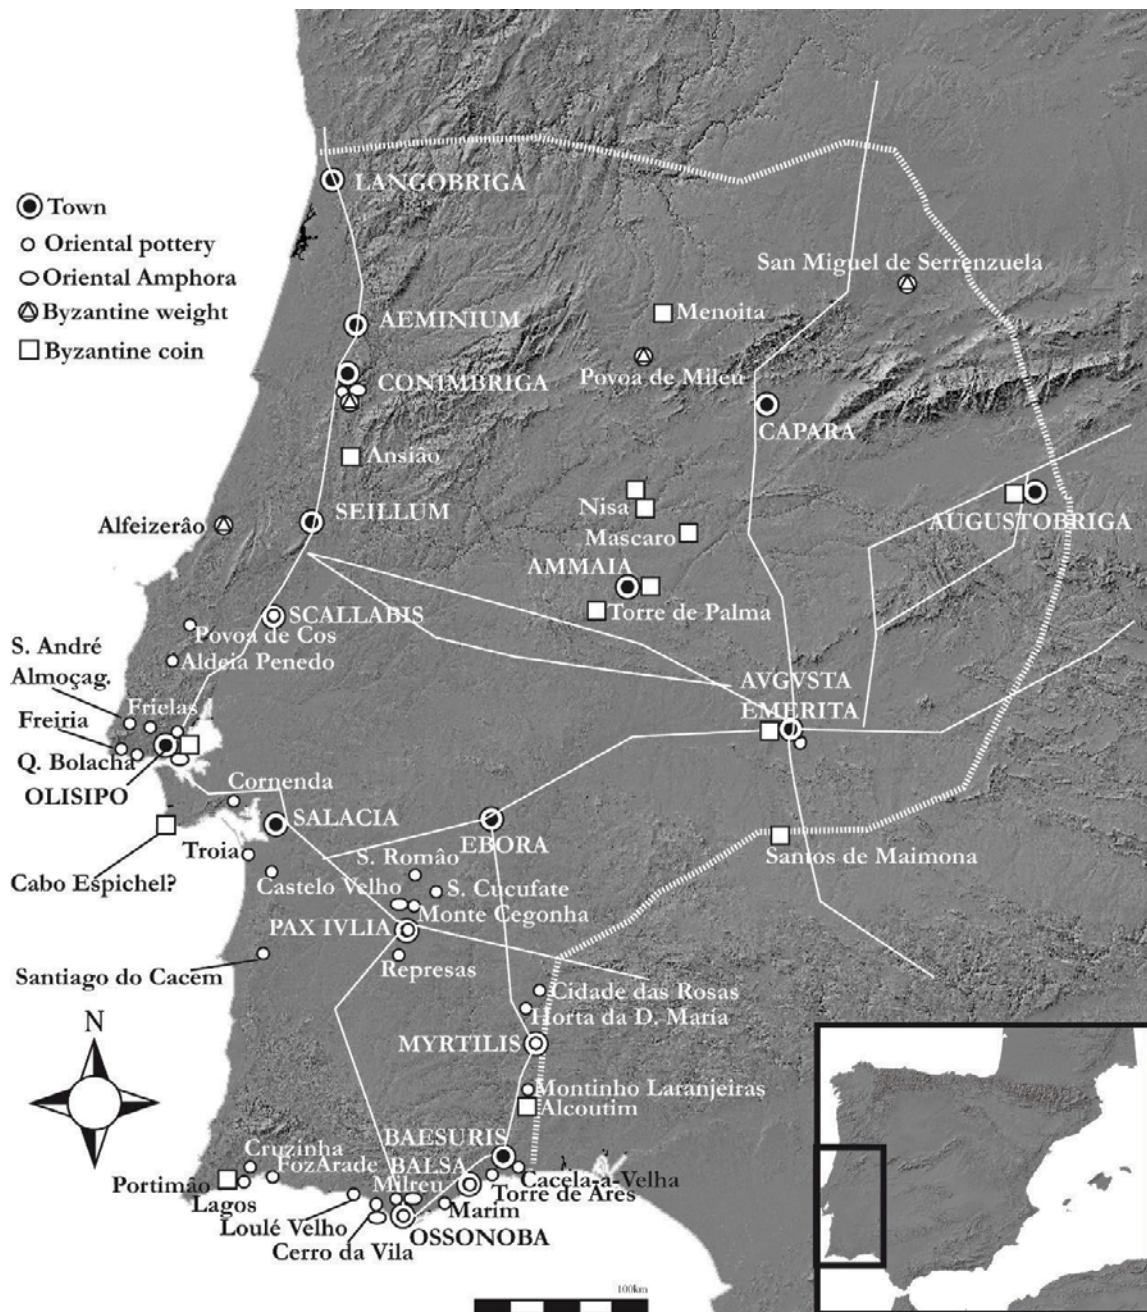 LANGOBRIGA
Town
Oriental pottery
Oriental Amphora
Byzantine weight
Byzantine coin
San Miguel de Serrenzuela
Menoita
AEMINIUM
Povoa de Mileu
CONIMBRIGA
CAPARA
Ansiâo
Nisa
SEILLUM
Alfeizerâo
AUGUSTOBRIGA
Mascaro
AMMAIA
SCALLABIS
Torre de Palma
Povoa de Cos
S. André
Almoçag.
Aldeia Penedo
AVGVSTA
EMERITA
Frielas
Freiria
Q. Bolacha
OLISIPO
Cornenda
SALACIA
EBORA
Troia
Santos de Maimona
S. Româo
Cabo Espichel?
Castelo Velho
S. Cucufate
Monte Cegonha
PAX IVLIA
Represas
Santiago do Cacem
Cidade das Rosas
Horta da D. María
N
MYRTILIS
Montinho Laranjeiras
Alcoutim
BAESURIS
Cruzinha
FozArade
BALSA
Milreu
Cacela-a-Velha
Portimâo
Lagos
Torre de Ares
Loulé Velho
Marim
OSSONOBA
Cerro da Vila
100km